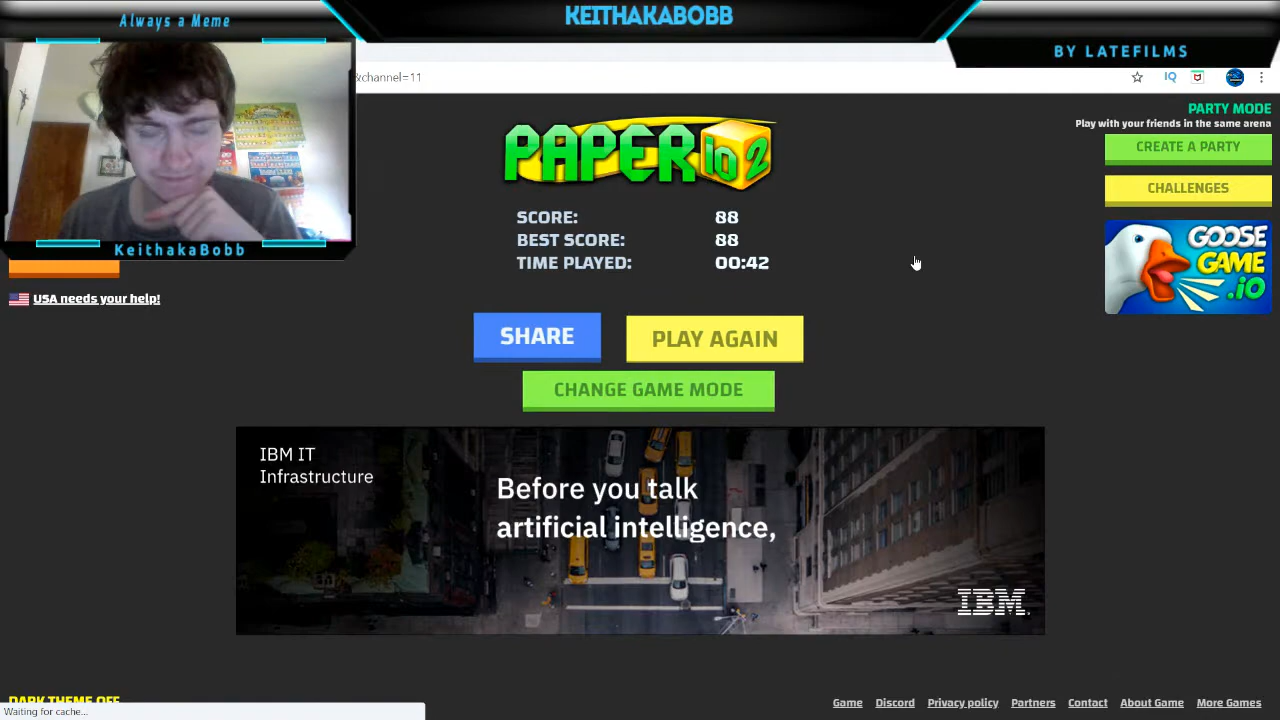 Always a Meme
KEITHAKABOBB
BY LATEFILMS
&channel=11
IQ
KeithakaBobb
USA needs your help!
PAPER.io 2
SCORE: 88
BEST SCORE: 88
TIME PLAYED: 00:42
SHARE
PLAY AGAIN
CHANGE GAME MODE
PARTY MODE
Play with your friends in the same arena
CREATE A PARTY
CHALLENGES
GOOSE
GAME
.IO
IBM IT
Infrastructure
Before you talk
artificial intelligence,
IBM
DARK THEME OFF
Waiting for cache...
Game Discord Privacy policy Partners Contact About Game More Games